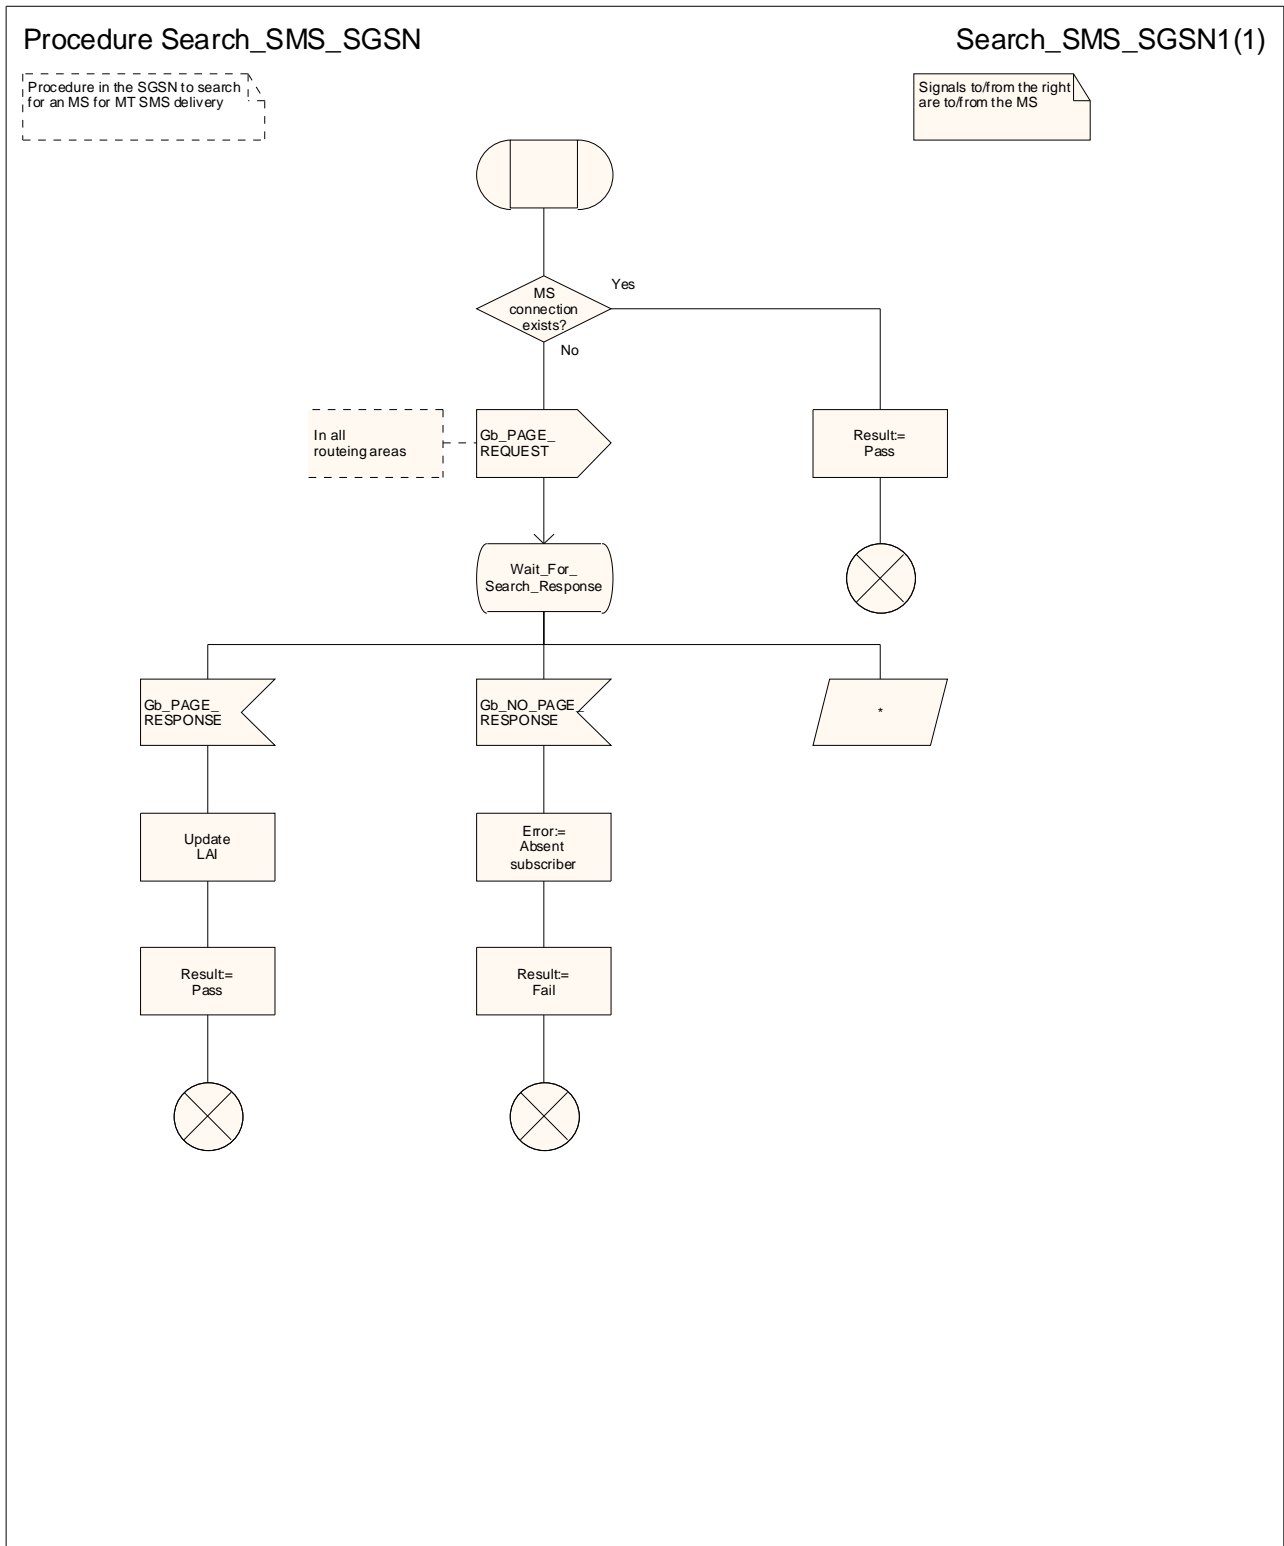 Procedure Search_SMS_SGSN
Search_SMS_SGSN1(1)
Procedure in the SGSN to search
for an MS for MT SMS delivery
Signals to/from the right
are to/from the MS
MS
connection
exists?
Yes
No
In all
routeing areas
Gb_PAGE_
REQUEST
Result:=
Pass
Wait_For_
Search_Response
Gb_PAGE_
RESPONSE
Gb_NO_PAGE_
RESPONSE
*
Update
LAI
Error:=
Absent
subscriber
Result:=
Pass
Result:=
Fail